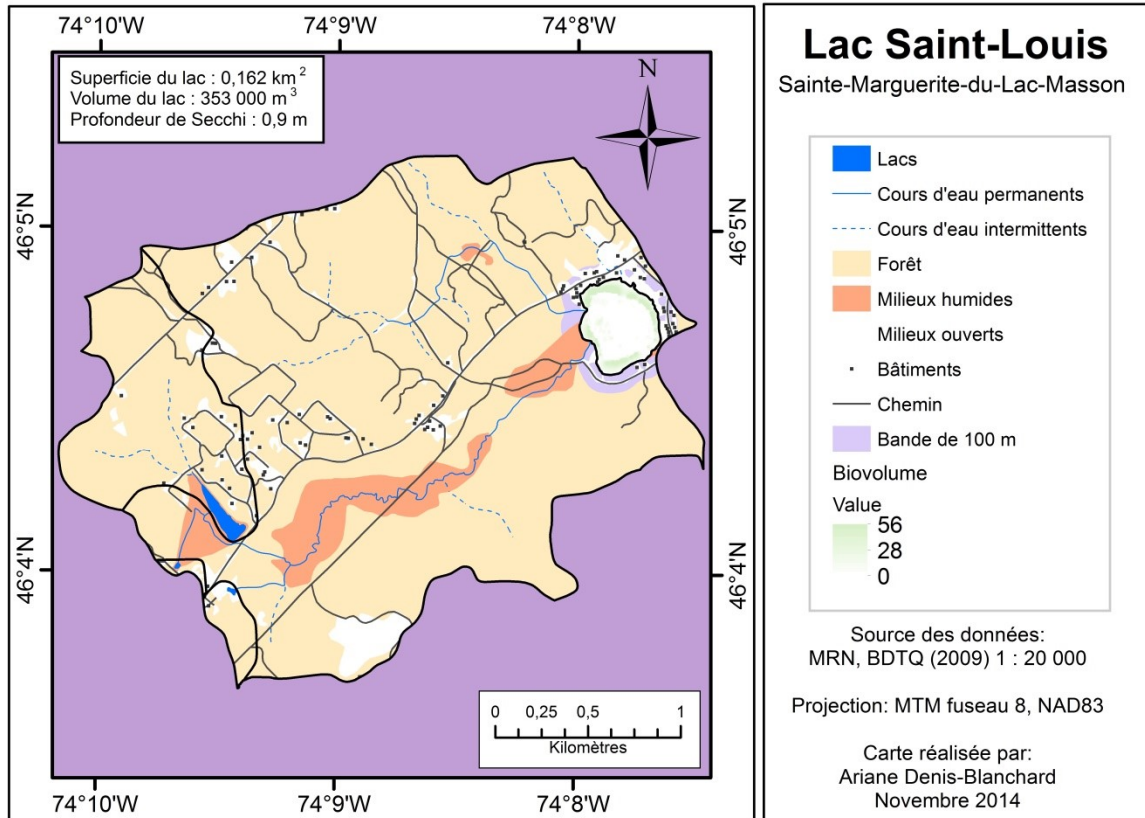 74°10'W 74°9'W 74°8'W
Superficie du lac : 0,162 km²
Volume du lac : 353 000 m³
Profondeur de Secchi : 0,9 m
N
46°5'N 46°5'N
46°4'N 46°4'N
0 0,25 0,5 1
Kilomètres
74°10'W 74°9'W 74°8'W
Lac Saint-Louis
Sainte-Marguerite-du-Lac-Masson
Lacs
Cours d'eau permanents
Cours d'eau intermittents
Forêt
Milieux humides
Milieux ouverts
Bâtiments
Chemin
Bande de 100 m
Biovolume
Value
56
28
0
Source des données:
MRN, BDTQ (2009) 1 : 20 000
Projection: MTM fuseau 8, NAD83
Carte réalisée par:
Ariane Denis-Blanchard
Novembre 2014